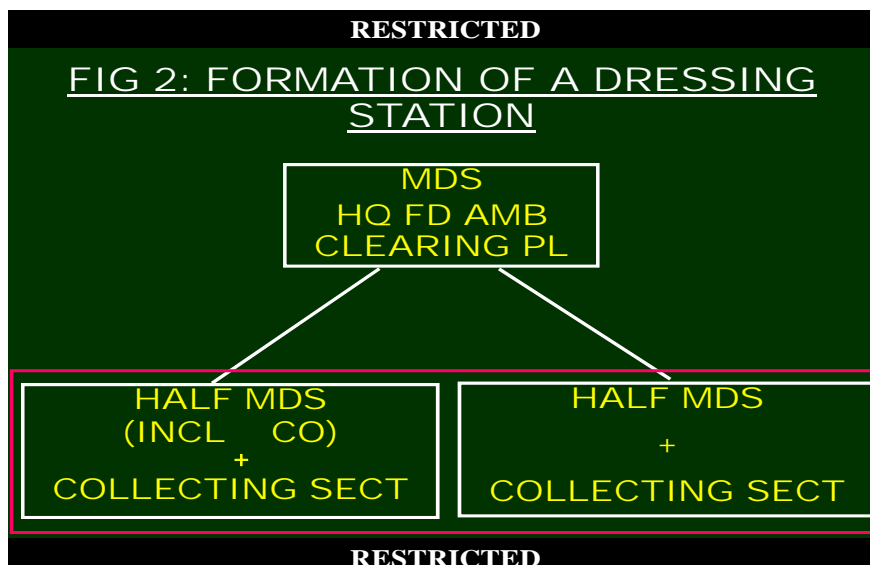 RESTRICTED
FIG 2: FORMATION OF A DRESSING
STATION
MDS
HQ FD AMB
CLEARING PL
HALF MDS
(INCL CO)
+
COLLECTING SECT
HALF MDS
+
COLLECTING SECT
RESTRICTED